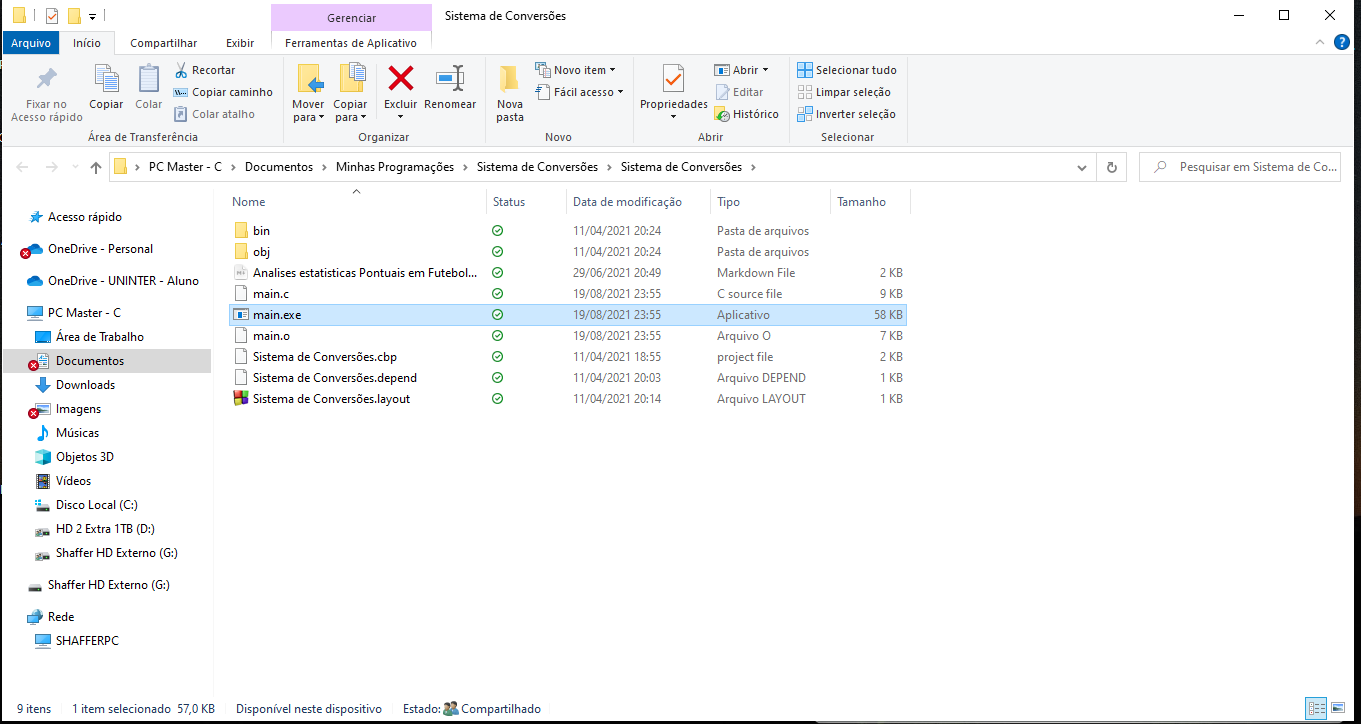 Gerenciar
Sistema de Conversões
Arquivo
Início
Compartilhar
Exibir
Ferramentas de Aplicativo
Fixar no
Acesso rápido
Copiar
Colar
Recortar
Copiar caminho
Colar atalho
Área de Transferência
Mover
para
Copiar
para
Excluir
Renomear
Organizar
Nova
pasta
Novo item
Fácil acesso
Novo
Propriedades
Abrir
Editar
Histórico
Abrir
Selecionar tudo
Limpar seleção
Inverter seleção
Selecionar
PC Master - C > Documentos > Minhas Programações > Sistema de Conversões > Sistema de Conversões >
Pesquisar em Sistema de Co...
Nome Status Data de modificação Tipo Tamanho
bin 11/04/2021 20:24 Pasta de arquivos
obj 11/04/2021 20:24 Pasta de arquivos
Analises estatisticas Pontuais em Futebol... 29/06/2021 20:49 Markdown File 2 KB
main.c 19/08/2021 23:55 C source file 9 KB
main.exe 19/08/2021 23:55 Aplicativo 58 KB
main.o 19/08/2021 23:55 Arquivo O 7 KB
Sistema de Conversões.cbp 11/04/2021 18:55 project file 2 KB
Sistema de Conversões.depend 11/04/2021 20:03 Arquivo DEPEND 1 KB
Sistema de Conversões.layout 11/04/2021 20:14 Arquivo LAYOUT 1 KB
Acesso rápido
OneDrive - Personal
OneDrive - UNINTER - Aluno
PC Master - C
Área de Trabalho
Documentos
Downloads
Imagens
Músicas
Objetos 3D
Vídeos
Disco Local (C:)
HD 2 Extra 1TB (D:)
Shaffer HD Externo (G:)
Shaffer HD Externo (G:)
Rede
SHAFFERPC
9 itens 1 item selecionado 57,0 KB Disponível neste dispositivo Estado: Compartilhado